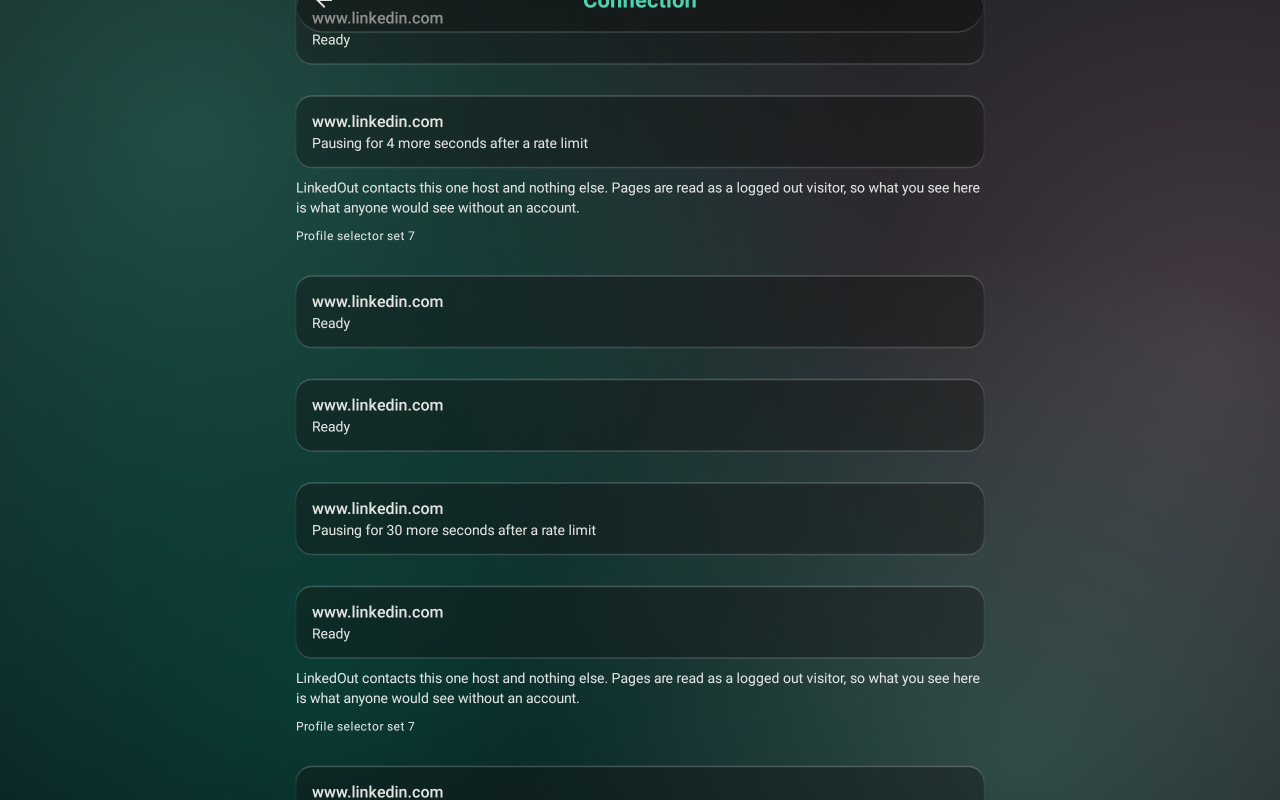 Connection
www.linkedin.com
Ready
www.linkedin.com
Pausing for 4 more seconds after a rate limit
LinkedOut contacts this one host and nothing else. Pages are read as a logged out visitor, so what you see here
is what anyone would see without an account.
Profile selector set 7
www.linkedin.com
Ready
www.linkedin.com
Ready
www.linkedin.com
Pausing for 30 more seconds after a rate limit
www.linkedin.com
Ready
LinkedOut contacts this one host and nothing else. Pages are read as a logged out visitor, so what you see here
is what anyone would see without an account.
Profile selector set 7
www.linkedin.com